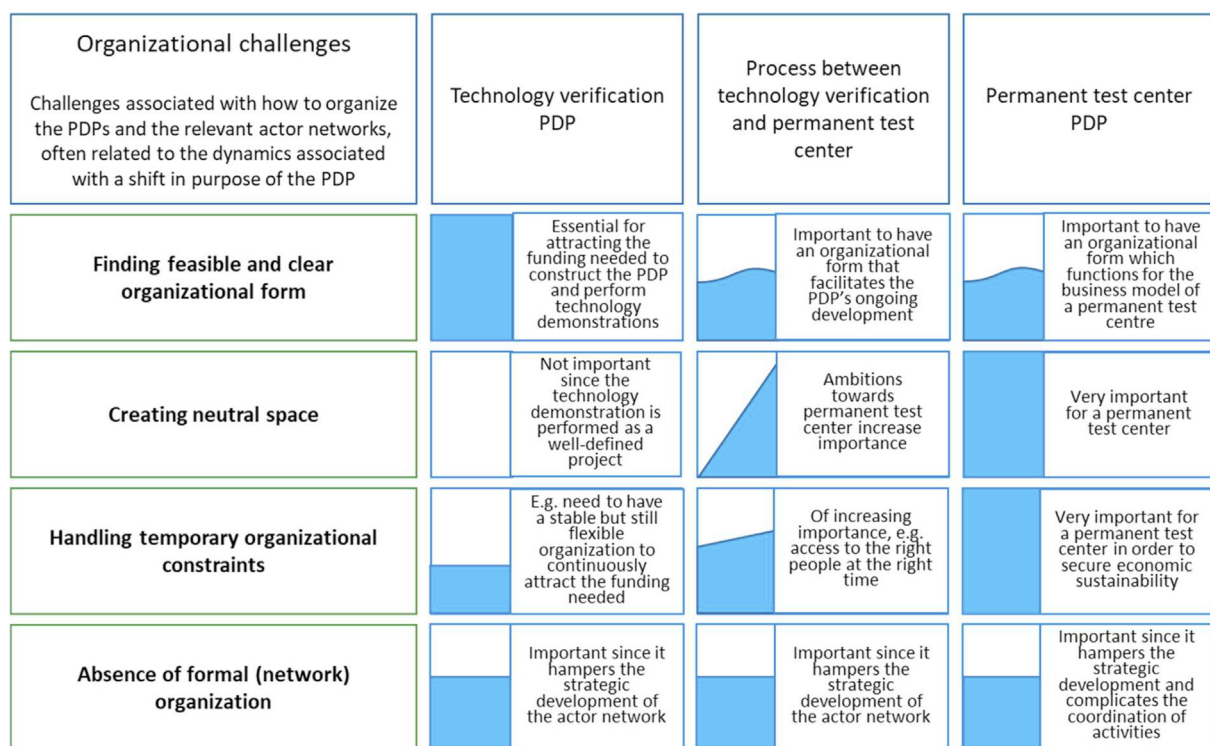 Organizational challenges
Challenges associated with how to organize
the PDPs and the relevant actor networks,
often related to the dynamics associated
with a shift in purpose of the PDP
Technology verification
PDP
Process between
technology verification
and permanent test
center
Permanent test center
PDP
Finding feasible and clear
organizational form
Essential for
attracting the
funding needed to
construct the PDP
and perform
technology
demonstrations
Important to have
an organizational
form that
facilitates the
PDP's ongoing
development
Important to have
an organizational
form which
functions for the
business model of
a permanent test
centre
Creating neutral space
Not important
since the
technology
demonstration is
performed as a
well-defined
project
Ambitions
towards
permanent test
center increase
importance
Very important
for a permanent
test center
Handling temporary organizational
constraints
E.g. need to have
a stable but still
flexible
organization to
continuously
attract the funding
needed
Of increasing
importance, e.g.
access to the right
people at the right
time
Very important for
a permanent test
center in order to
secure economic
sustainability
Absence of formal (network)
organization
Important since it
hampers the
strategic
development of
the actor network
Important since it
hampers the
strategic
development of
the actor network
Important since it
hampers the
strategic
development and
complicates the
coordination of
activities